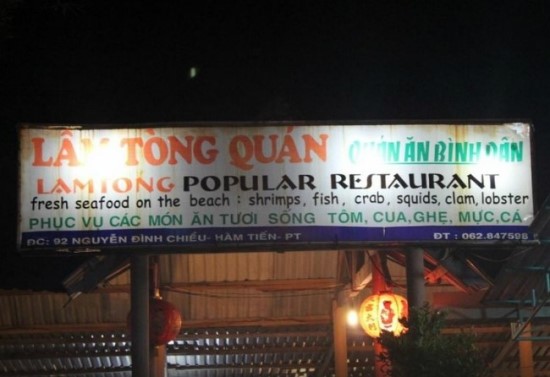 LÂM TÒNG QUÁN QUÁN ĂN BÌNH DÂN
LAMTONG POPULAR RESTAURANT
fresh seafood on the beach : shrimps, fish, crab, squids, clam, lobster
PHỤC VỤ CÁC MÓN ĂN TƯƠI SỐNG TÔM, CUA, GHẸ, MỰC, CÁ
ĐC: 92 NGUYỄN ĐÌNH CHIỂU- HÀM TIẾN- PT ĐT : 062.847598